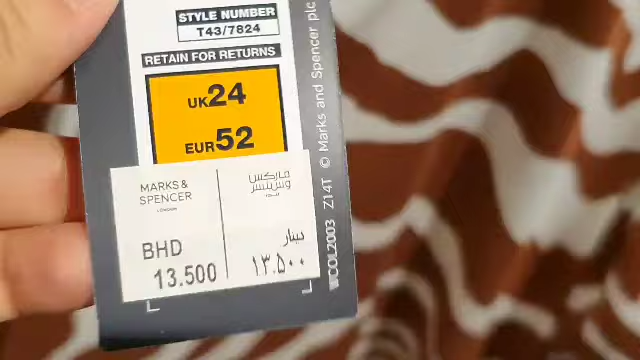 STYLE NUMBER
T43/7824
RETAIN FOR RETURNS
UK24
EUR52
MARKS &
SPENCER
LONDON
ماركس
وسبنسر
BHD
13.500
دينار
١٣.٥٠٠
WCOL2003 Z14T © Marks and Spencer plc